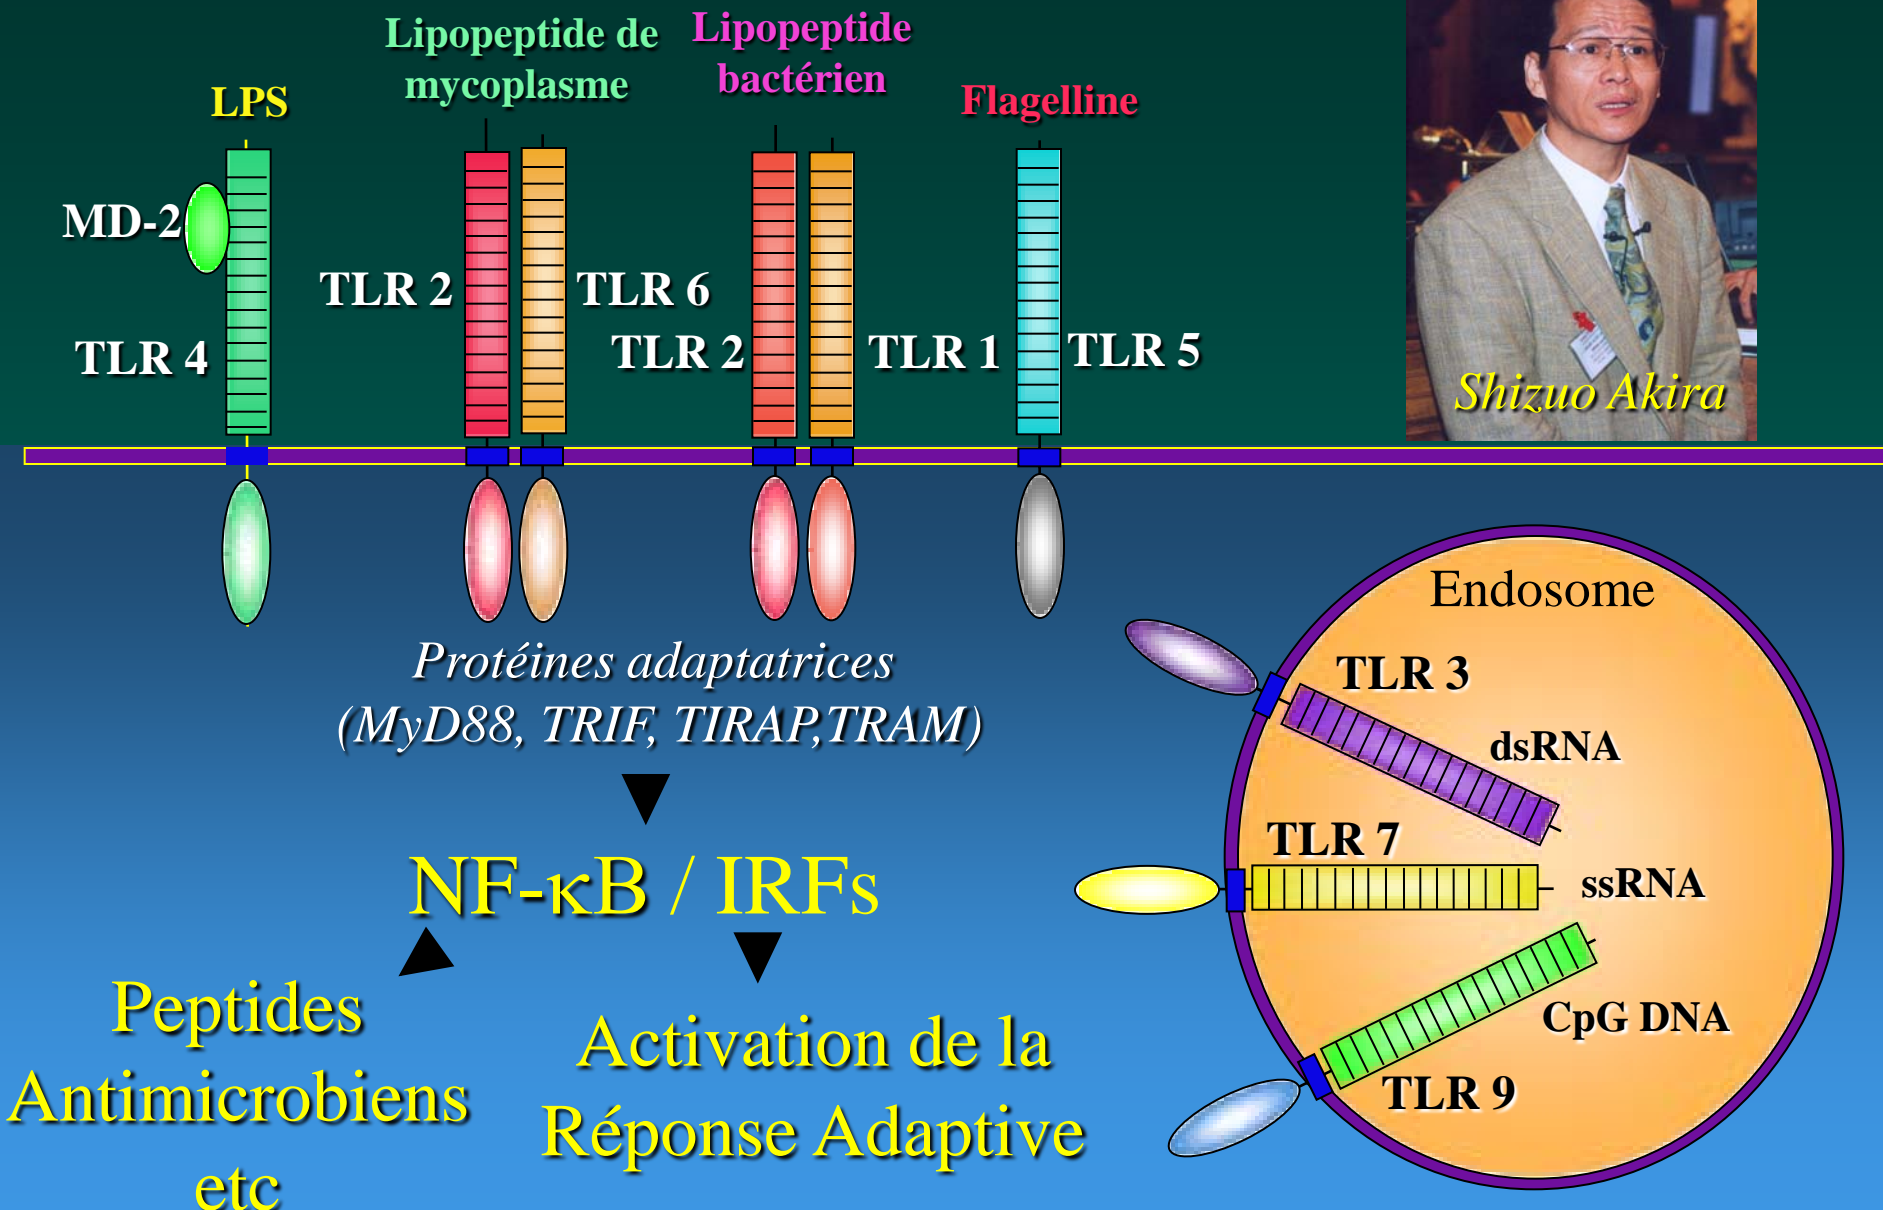 Lipopeptide de
mycoplasme
Lipopeptide
bactérien
LPS
Flagelline
MD-2
TLR 4
TLR 2
TLR 6
TLR 2
TLR 1
TLR 5
Shizuo Akira
Protéines adaptatrices
(MyD88, TRIF, TIRAP,TRAM)
NF-κB / IRFs
Peptides
Antimicrobiens
etc
Activation de la
Réponse Adaptive
Endosome
TLR 3
dsRNA
TLR 7
ssRNA
CpG DNA
TLR 9